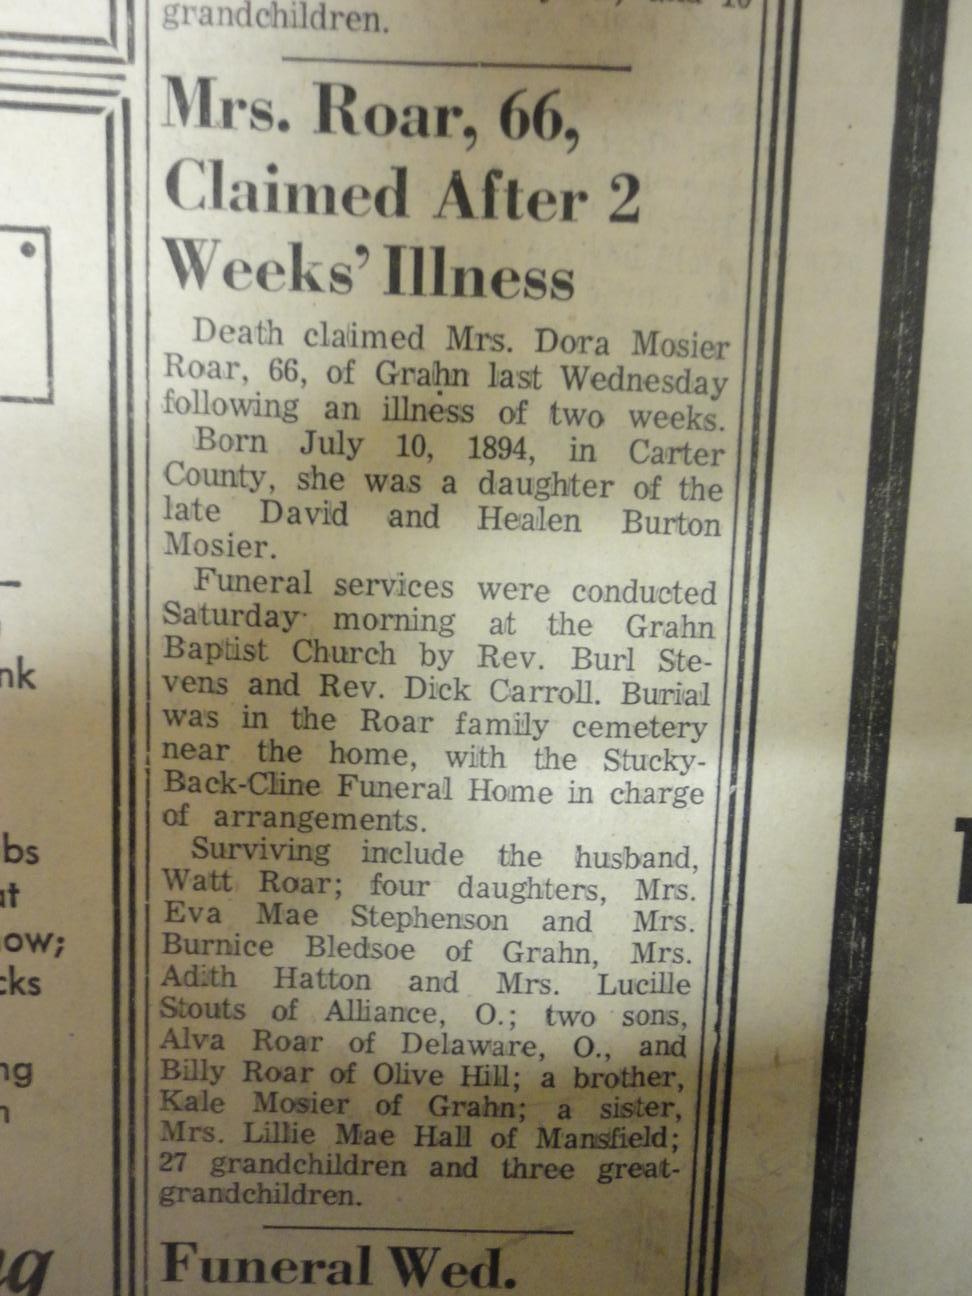 grandchildren.
Mrs. Roar, 66,
Claimed After 2
Weeks' Illness
Death claimed Mrs. Dora Mosier
Roar, 66, of Grahn last Wednesday
following an illness of two weeks.
Born July 10, 1894, in Carter
County, she was a daughter of the
late David and Healen Burton
Mosier.
Funeral services were conducted
Saturday morning at the Grahn
Baptist Church by Rev. Burl Ste-
vens and Rev. Dick Carroll. Burial
was in the Roar family cemetery
near the home, with the Stucky-
Back-Cline Funeral Home in charge
of arrangements.
Surviving include the husband,
Watt Roar; four daughters, Mrs.
Eva Mae Stephenson and Mrs.
Burnice Bledsoe of Grahn, Mrs.
Adith Hatton and Mrs. Lucille
Stouts of Alliance, O.; two sons,
Alva Roar of Delaware, O., and
Billy Roar of Olive Hill; a brother,
Kale Mosier of Grahn; a sister,
Mrs. Lillie Mae Hall of Mansfield;
27 grandchildren and three great-
grandchildren.
Funeral Wed.